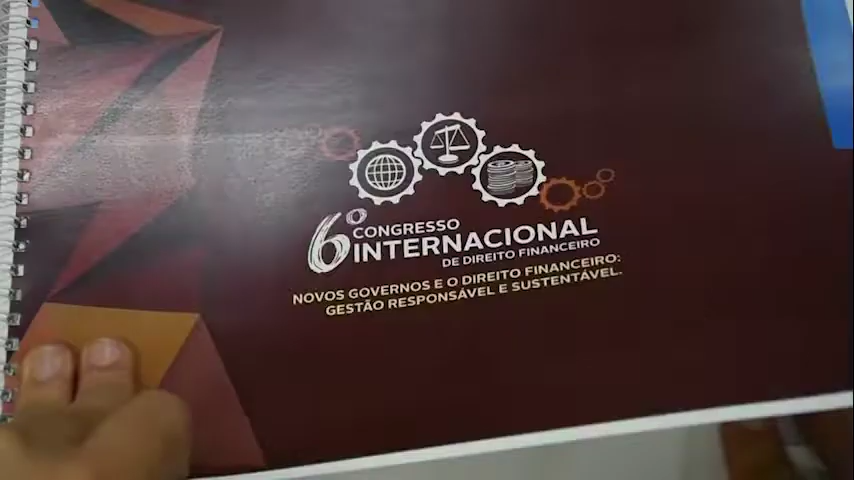 6º CONGRESSO
INTERNACIONAL
DE DIREITO FINANCEIRO
NOVOS GOVERNOS E O DIREITO FINANCEIRO:
GESTÃO RESPONSÁVEL E SUSTENTÁVEL.